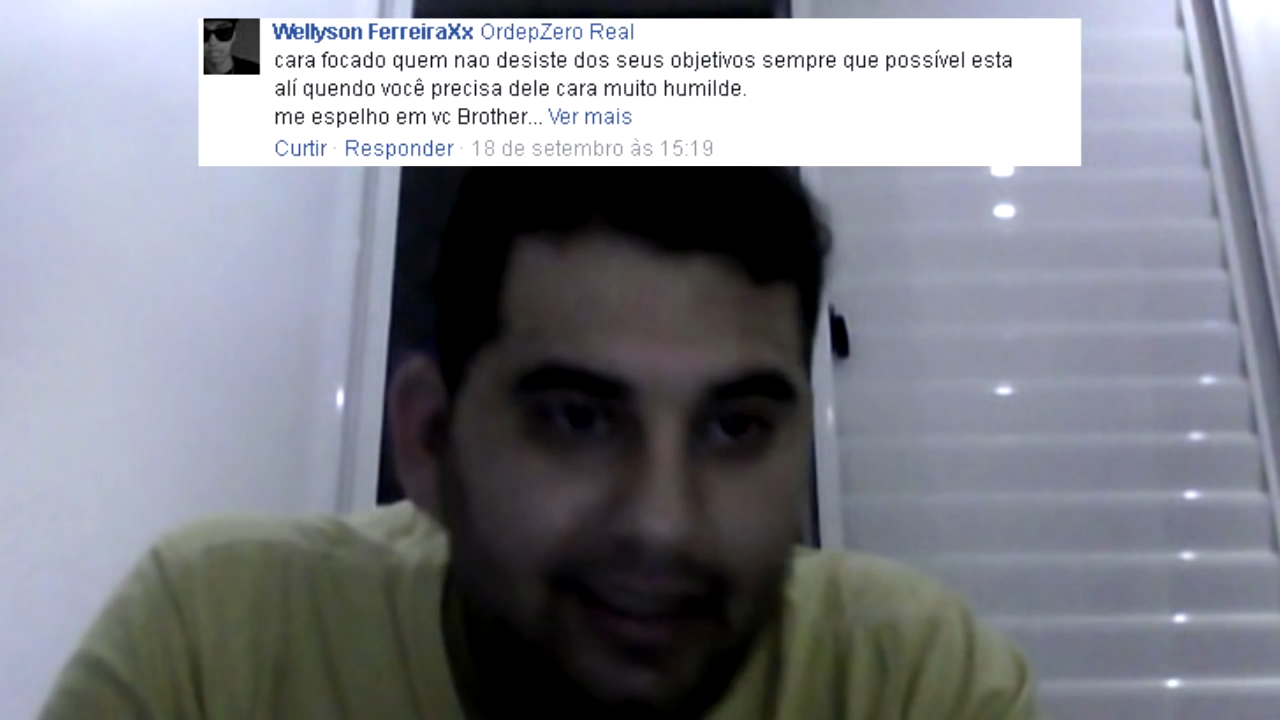 Wellyson FerreiraXx OrdepZero Real
cara focado quem nao desiste dos seus objetivos sempre que possível esta
alí quendo você precisa dele cara muito humilde.
me espelho em vc Brother... Ver mais
Curtir · Responder · 18 de setembro às 15:19